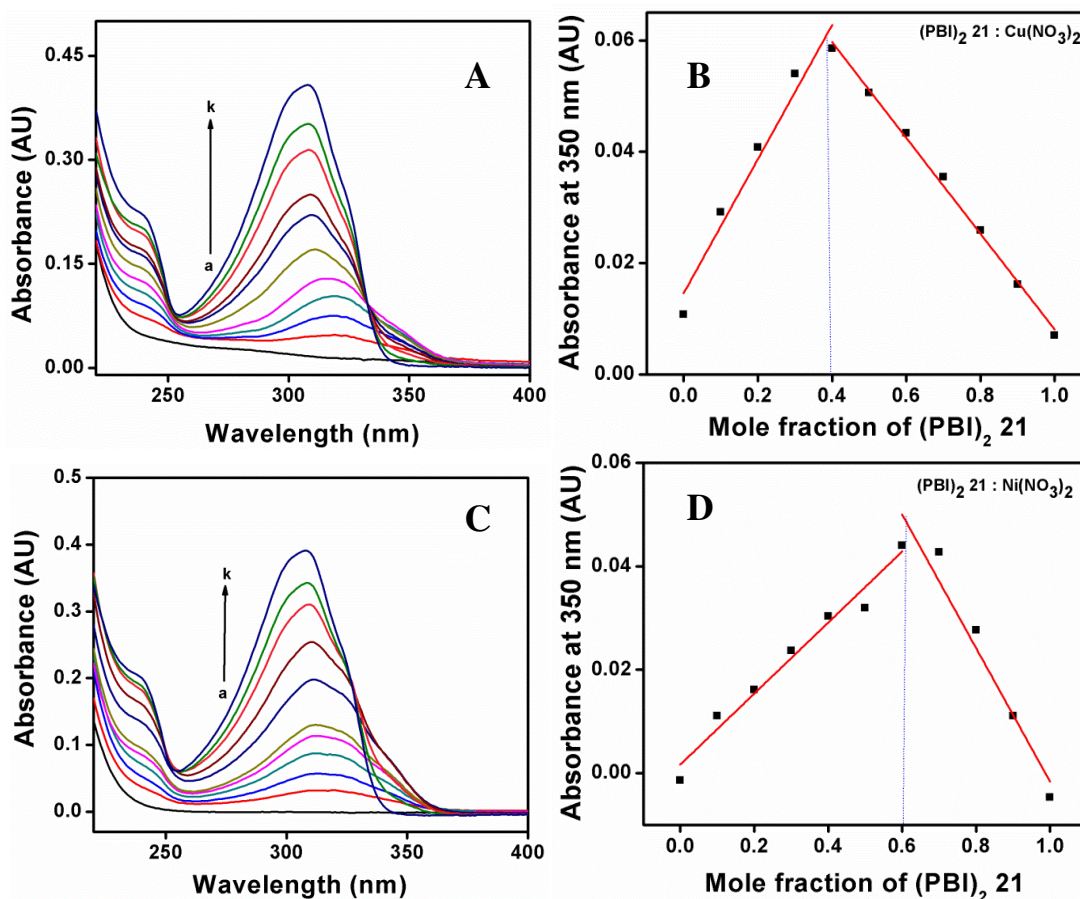 A
k
a
0.45
0.30
0.15
0.00
Absorbance (AU)
250 300 350 400
Wavelength (nm)
B
(PBI)₂ 21 : Cu(NO₃)₂
0.06
0.04
0.02
0.00
Absorbance at 350 nm (AU)
0.0 0.2 0.4 0.6 0.8 1.0
Mole fraction of (PBI)₂ 21
C
k
a
0.5
0.4
0.3
0.2
0.1
0.0
Absorbance (AU)
250 300 350 400
Wavelength (nm)
D
(PBI)₂ 21 : Ni(NO₃)₂
0.06
0.04
0.02
0.00
Absorbance at 350 nm (AU)
0.0 0.2 0.4 0.6 0.8 1.0
Mole fraction of (PBI)₂ 21